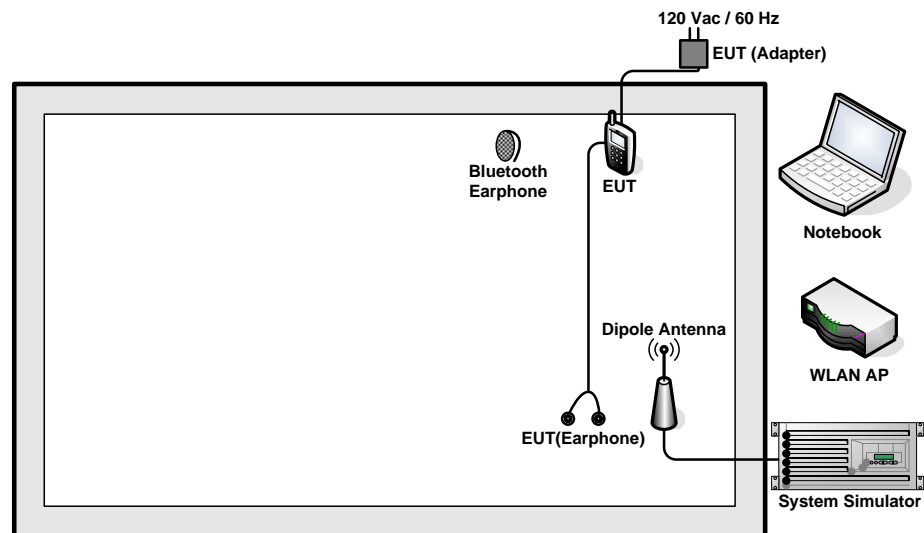 120 Vac / 60 Hz
EUT (Adapter)
Bluetooth
Earphone
EUT
Notebook
Dipole Antenna
WLAN AP
EUT(Earphone)
System Simulator